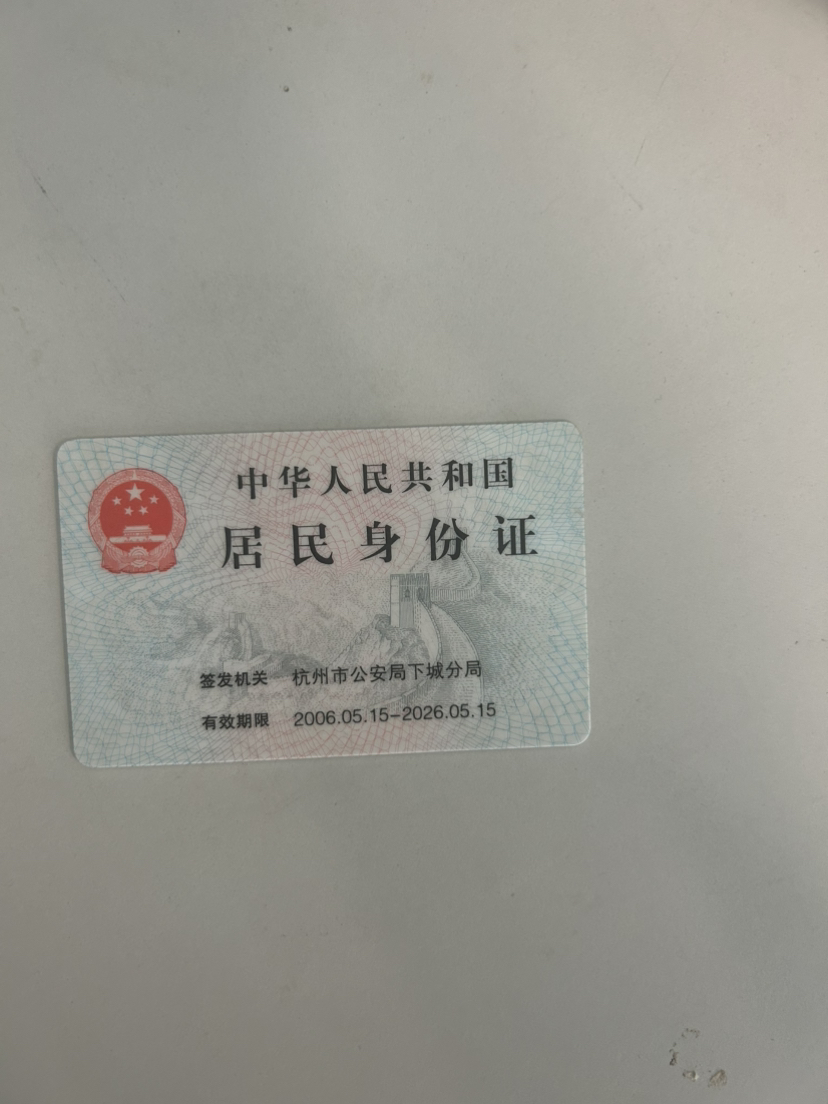 中华人民共和国
居民身份证
签发机关 杭州市公安局下城分局
有效期限 2006.05.15-2026.05.15